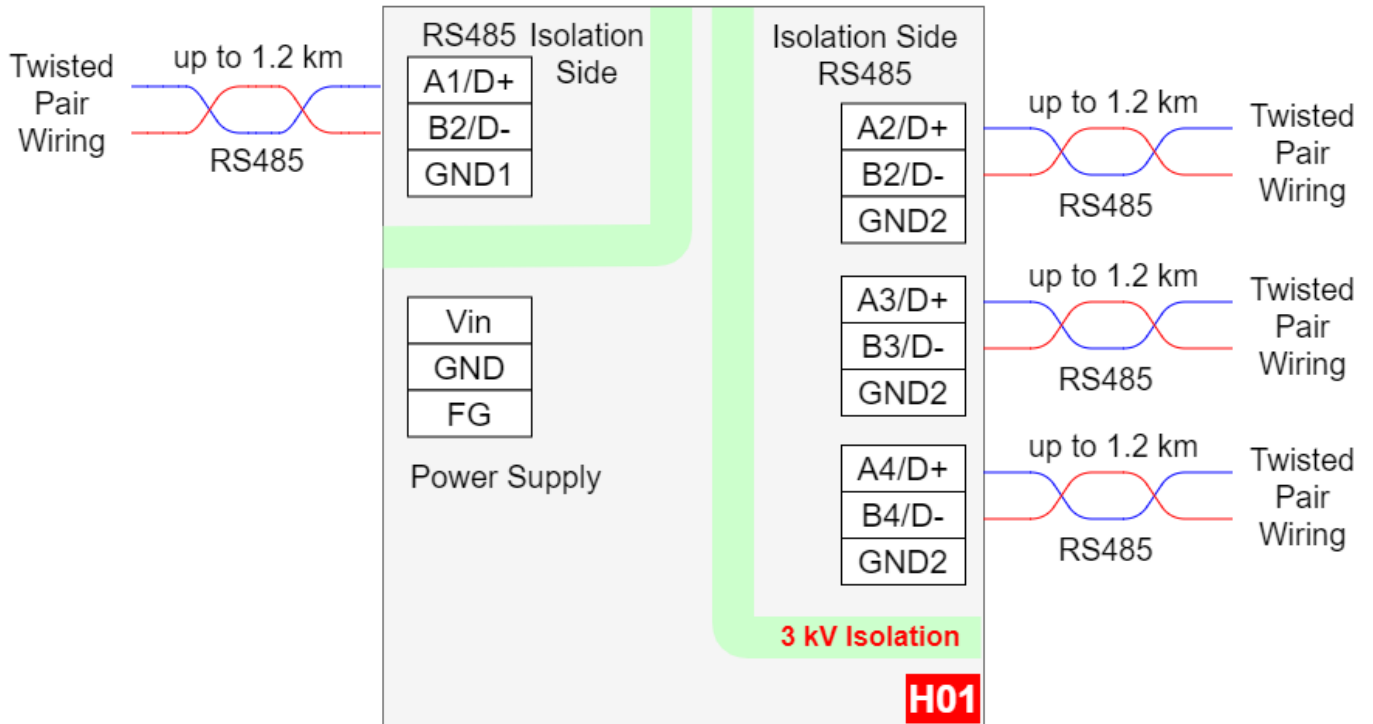 Twisted
Pair
Wiring
up to 1.2 km
RS485
RS485
Isolation
Side
A1/D+
B2/D-
GND1
Vin
GND
FG
Power Supply
Isolation Side
RS485
A2/D+
B2/D-
GND2
up to 1.2 km
RS485
Twisted
Pair
Wiring
A3/D+
B3/D-
GND2
up to 1.2 km
RS485
Twisted
Pair
Wiring
A4/D+
B4/D-
GND2
up to 1.2 km
RS485
Twisted
Pair
Wiring
3 kV Isolation
H01